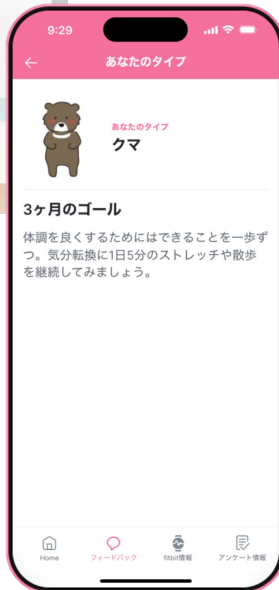 9:29
あなたのタイプ
あなたのタイプ
クマ
3ヶ月のゴール
体調を良くするためにはできることを一歩ず
つ。気分転換に1日5分のストレッチや散歩
を継続してみましょう。
Home
フィードバック
fitbit情報
アンケート情報